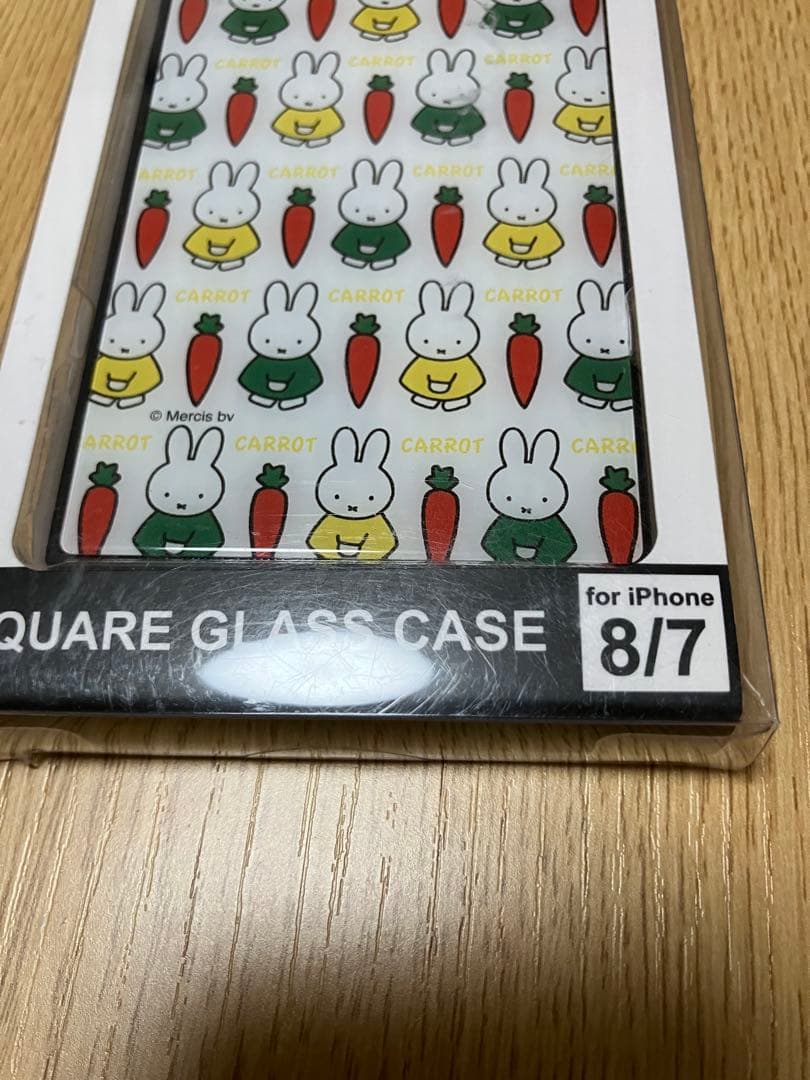 CARROT CARROT CARROT
ARROT CARROT CARROT CARR
CARROT CARROT CARROT
© Mercis bv
ARROT CARROT CARROT CARR
QUARE GLASS CASE
for iPhone
8/7